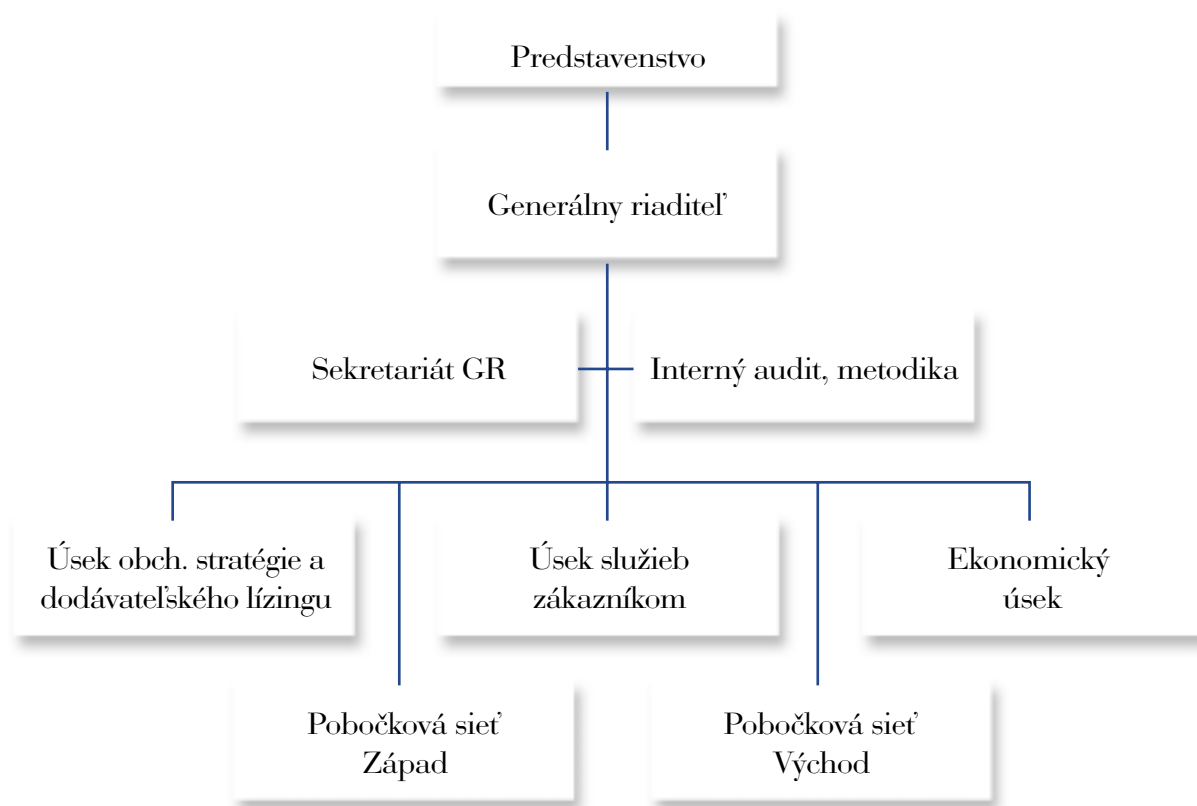 Predstavenstvo
Generálny riaditeľ
Sekretariát GR
Interný audit, metodika
Úsek obch. stratégie a
dodávateľského lízingu
Úsek služieb
zákazníkom
Ekonomický
úsek
Pobočková sieť
Západ
Pobočková sieť
Východ